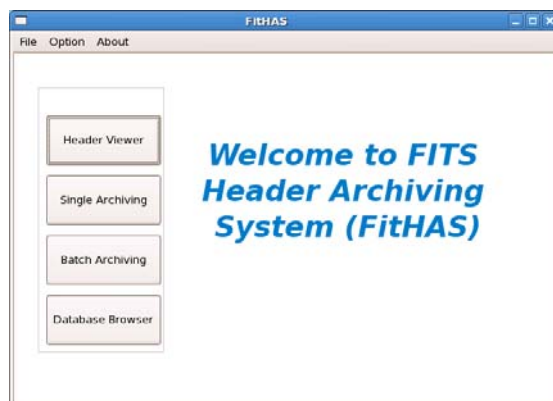 FitHAS
File Option About
Header Viewer
Single Archiving
Batch Archiving
Database Browser
Welcome to FITS
Header Archiving
System (FitHAS)